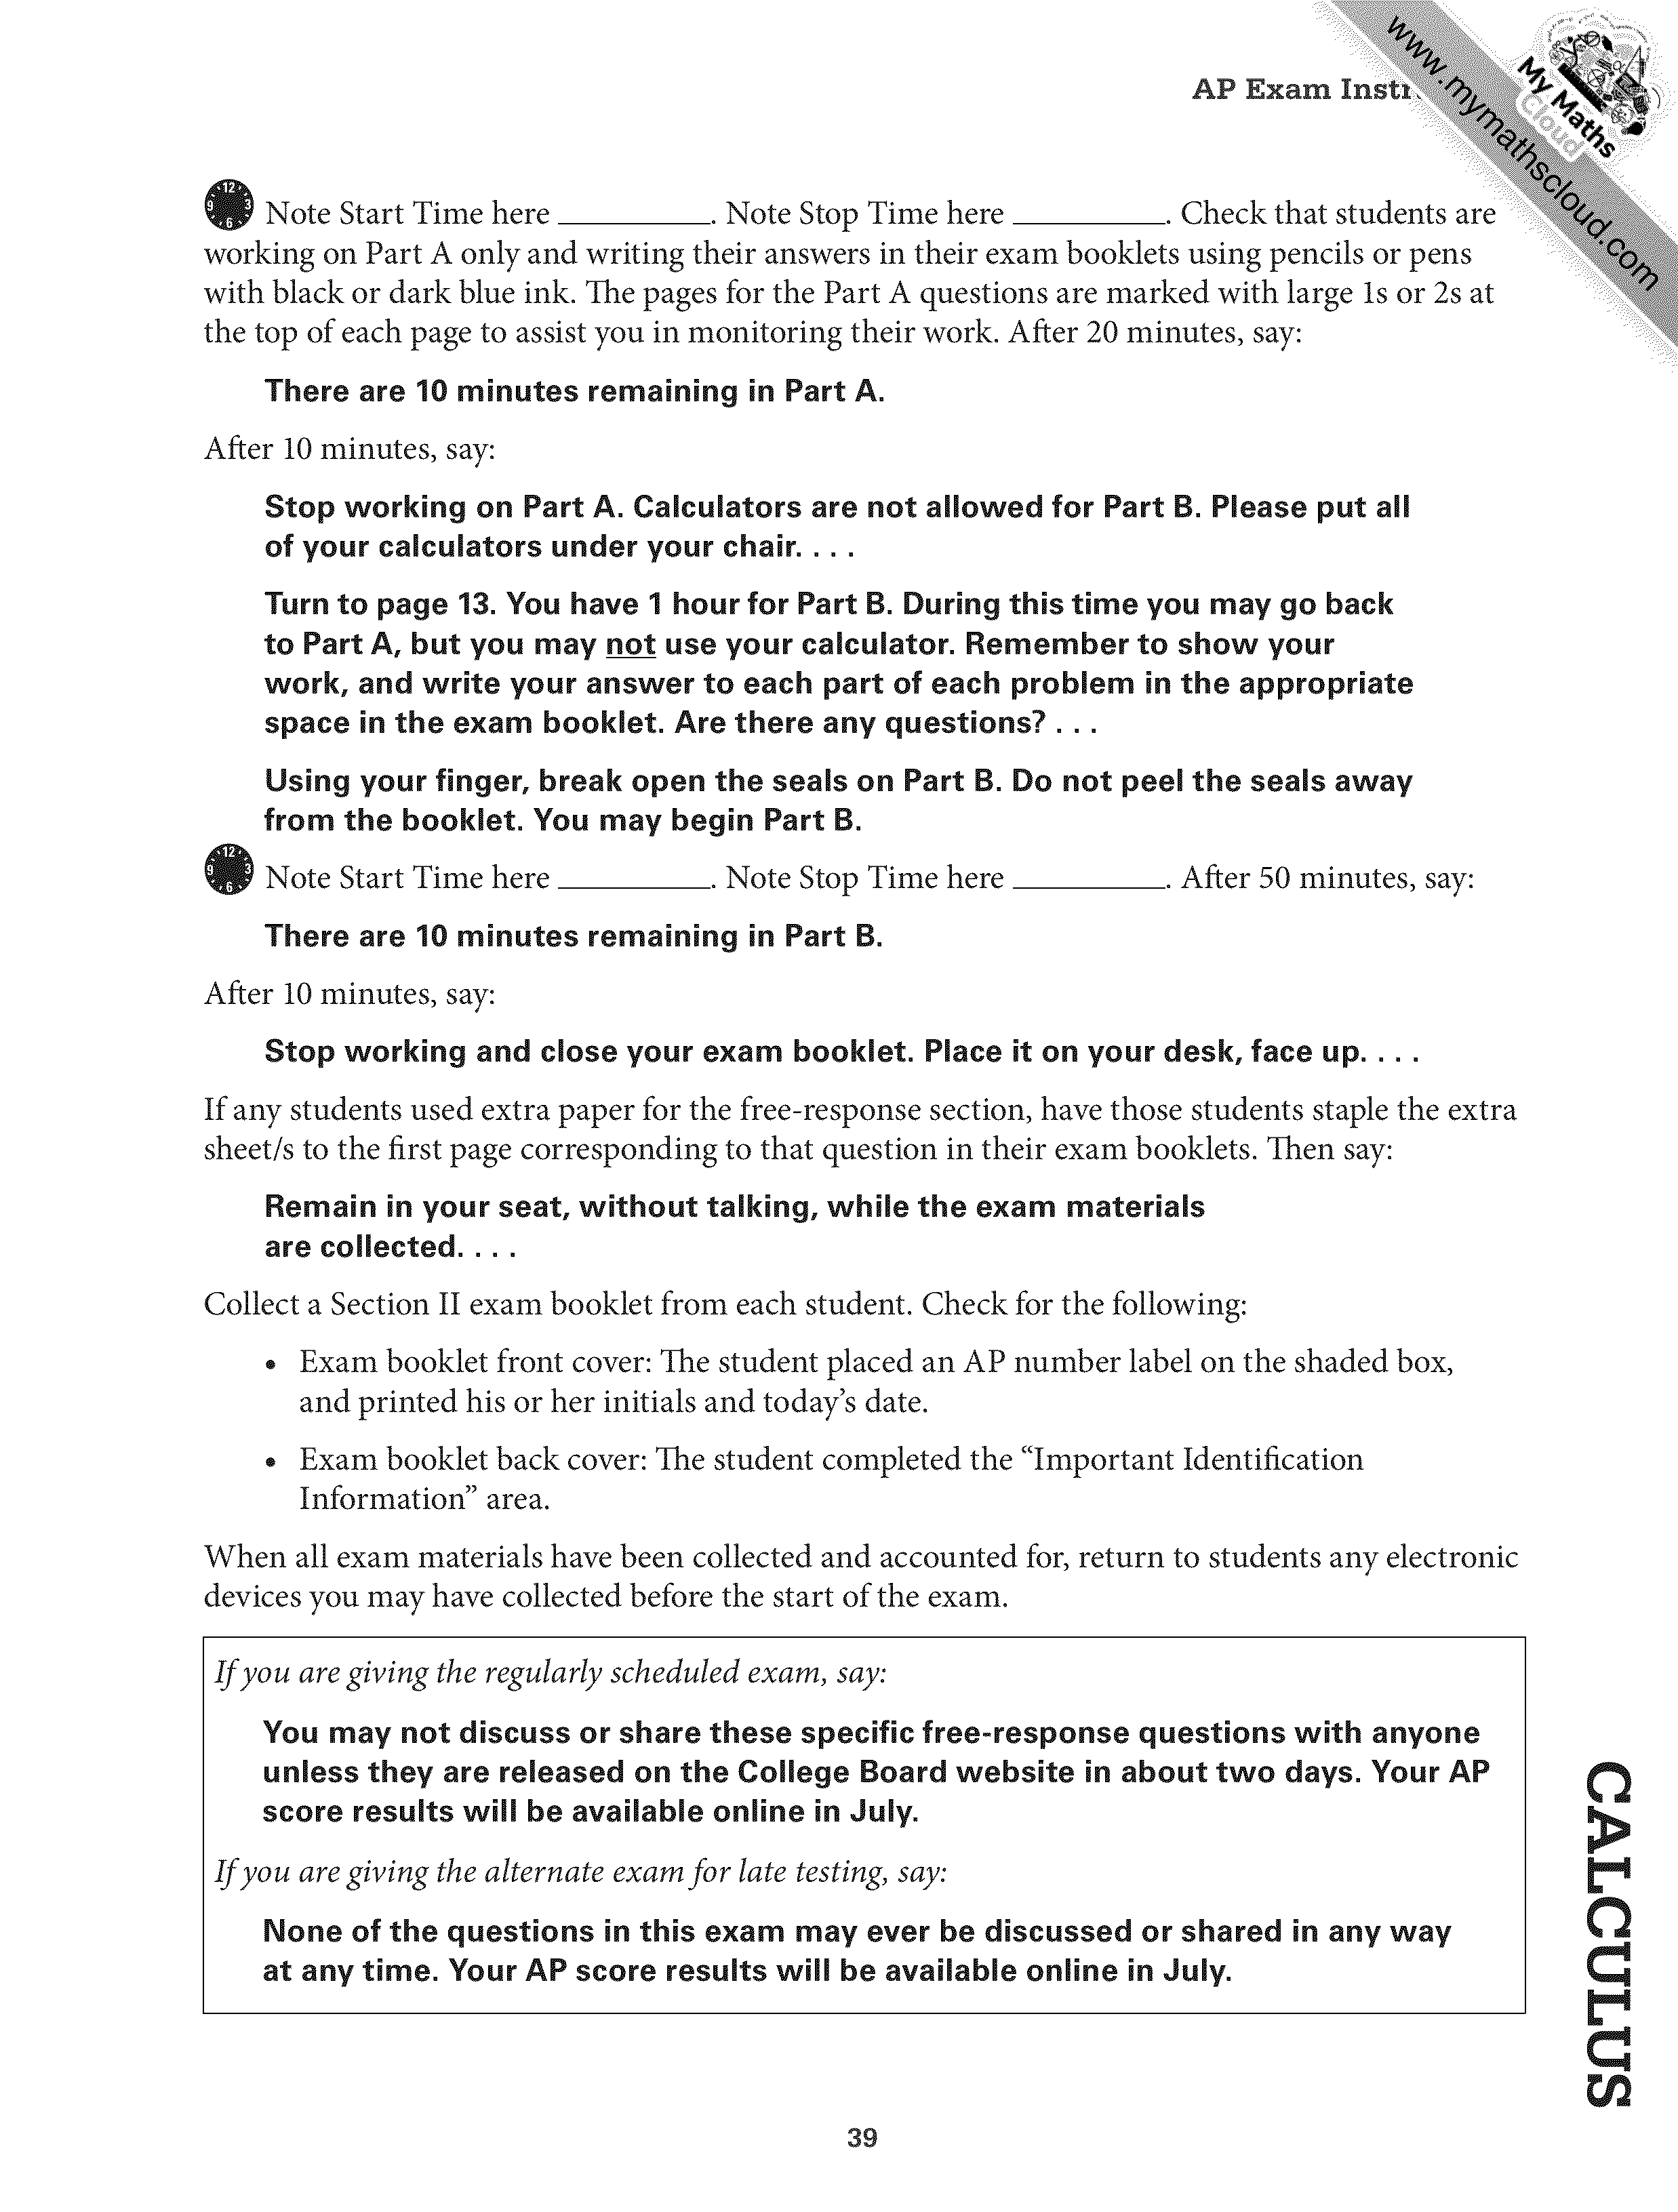 AP Exam Instr
www.mymathscloud.com
My Maths
Cloud
Note Start Time here __________. Note Stop Time here __________. Check that students are
working on Part A only and writing their answers in their exam booklets using pencils or pens
with black or dark blue ink. The pages for the Part A questions are marked with large 1s or 2s at
the top of each page to assist you in monitoring their work. After 20 minutes, say:
There are 10 minutes remaining in Part A.
After 10 minutes, say:
Stop working on Part A. Calculators are not allowed for Part B. Please put all
of your calculators under your chair. . . .
Turn to page 13. You have 1 hour for Part B. During this time you may go back
to Part A, but you may not use your calculator. Remember to show your
work, and write your answer to each part of each problem in the appropriate
space in the exam booklet. Are there any questions? . . .
Using your finger, break open the seals on Part B. Do not peel the seals away
from the booklet. You may begin Part B.
Note Start Time here __________. Note Stop Time here __________. After 50 minutes, say:
There are 10 minutes remaining in Part B.
After 10 minutes, say:
Stop working and close your exam booklet. Place it on your desk, face up. . . .
If any students used extra paper for the free-response section, have those students staple the extra
sheet/s to the first page corresponding to that question in their exam booklets. Then say:
Remain in your seat, without talking, while the exam materials
are collected. . . .
Collect a Section II exam booklet from each student. Check for the following:
• Exam booklet front cover: The student placed an AP number label on the shaded box,
and printed his or her initials and today’s date.
• Exam booklet back cover: The student completed the “Important Identification
Information” area.
When all exam materials have been collected and accounted for, return to students any electronic
devices you may have collected before the start of the exam.
If you are giving the regularly scheduled exam, say:
You may not discuss or share these specific free-response questions with anyone
unless they are released on the College Board website in about two days. Your AP
score results will be available online in July.
If you are giving the alternate exam for late testing, say:
None of the questions in this exam may ever be discussed or shared in any way
at any time. Your AP score results will be available online in July.
CALCULUS
39